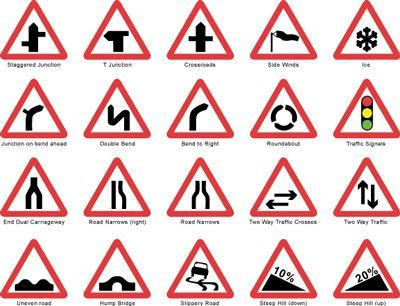 Staggered Junction
T Junction
Crossroads
Side Winds
Ice
Junction on bend ahead
Double Bend
Bend to Right
Roundabout
Traffic Signals
End Dual Carriageway
Road Narrows (right)
Road Narrows
Two Way Traffic Crosses
Two Way Traffic
10%
20%
Uneven road
Hump Bridge
Slippery Road
Steep Hill (down)
Steep Hill (up)